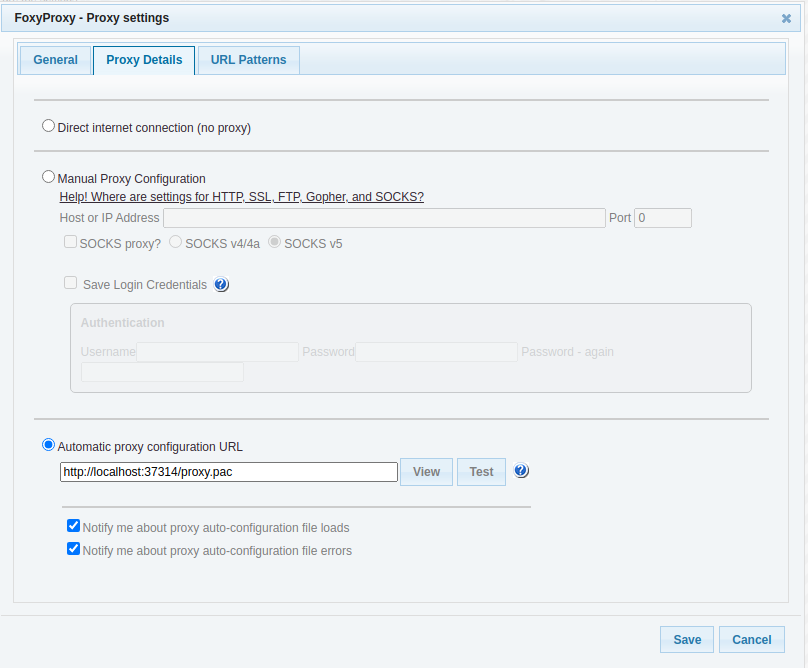 FoxyProxy - Proxy settings
General Proxy Details URL Patterns
Direct internet connection (no proxy)
Manual Proxy Configuration
Help! Where are settings for HTTP, SSL, FTP, Gopher, and SOCKS?
Host or IP Address Port 0
SOCKS proxy? SOCKS v4/4a SOCKS v5
Save Login Credentials ?
Authentication
Username Password Password - again
Automatic proxy configuration URL
http://localhost:37314/proxy.pac View Test ?
Notify me about proxy auto-configuration file loads
Notify me about proxy auto-configuration file errors
Save Cancel